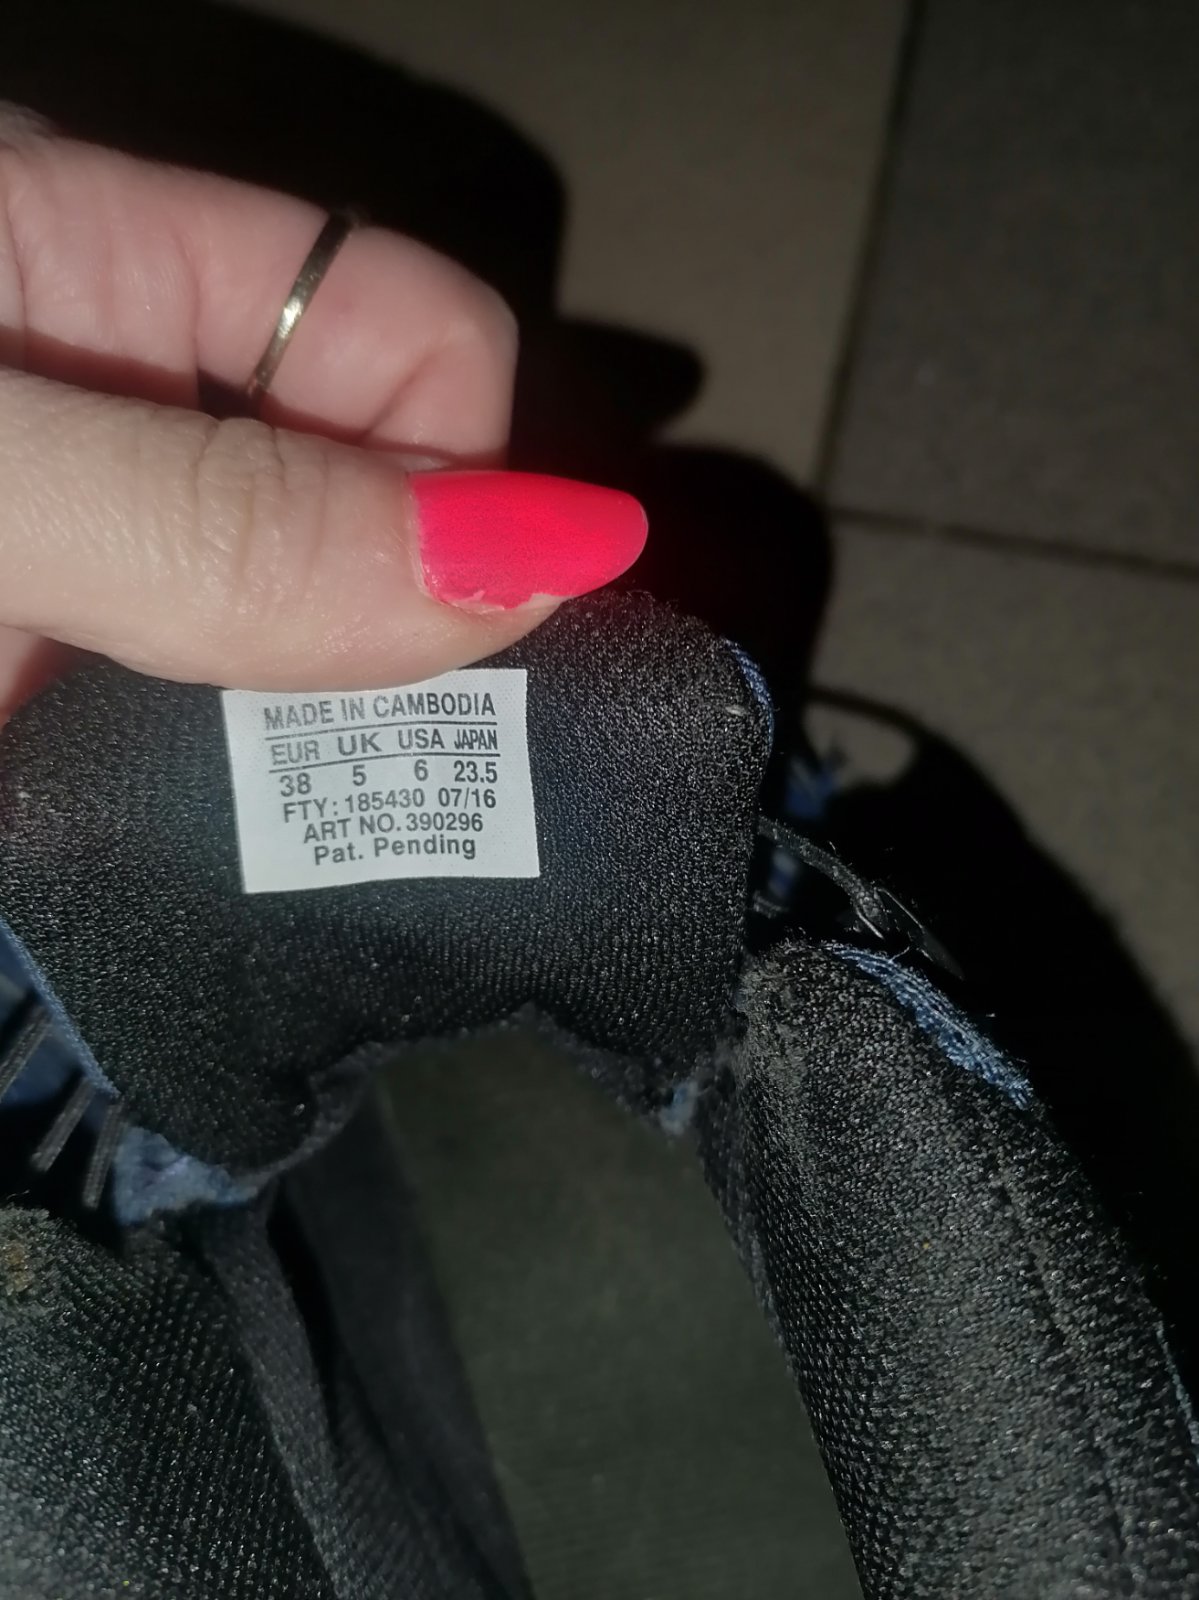 MADE IN CAMBODIA
EUR UK USA JAPAN
38 5 6 23.5
FTY: 185430 07/16
ART NO. 390296
Pat. Pending